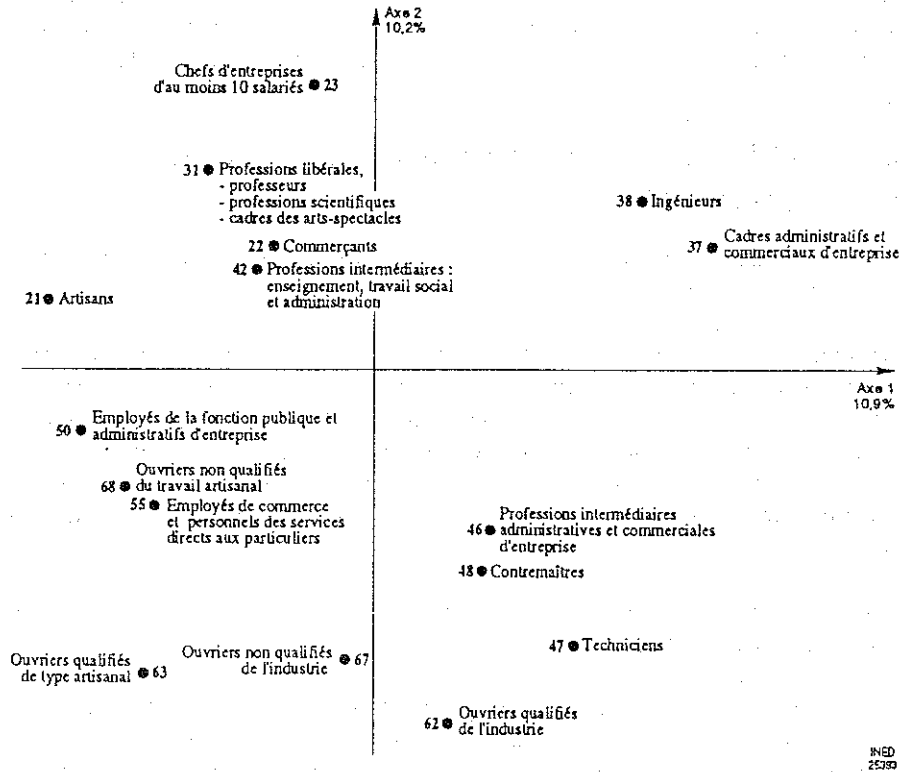 Axe 2
10,2%
Chefs d'entreprises
d'au moins 10 salariés 23
31 Professions libérales,
- professeurs
- professions scientifiques
- cadres des arts-spectacles
38 Ingénieurs
22 Commerçants
37 Cadres administratifs et
commerciaux d'entreprise
42 Professions intermédiaires :
enseignement, travail social
et administration
21 Artisans
Axe 1
10,9%
50 Employés de la fonction publique et
administratifs d'entreprise
Ouvriers non qualifiés
68 du travail artisanal
55 Employés de commerce
et personnels des services
directs aux particuliers
Professions intermédiaires
46 administratives et commerciales
d'entreprise
48 Contremaîtres
47 Techniciens
Ouvriers qualifiés
de type artisanal 63
Ouvriers non qualifiés
de l'industrie 67
62 Ouvriers qualifiés
de l'industrie
INED
25393